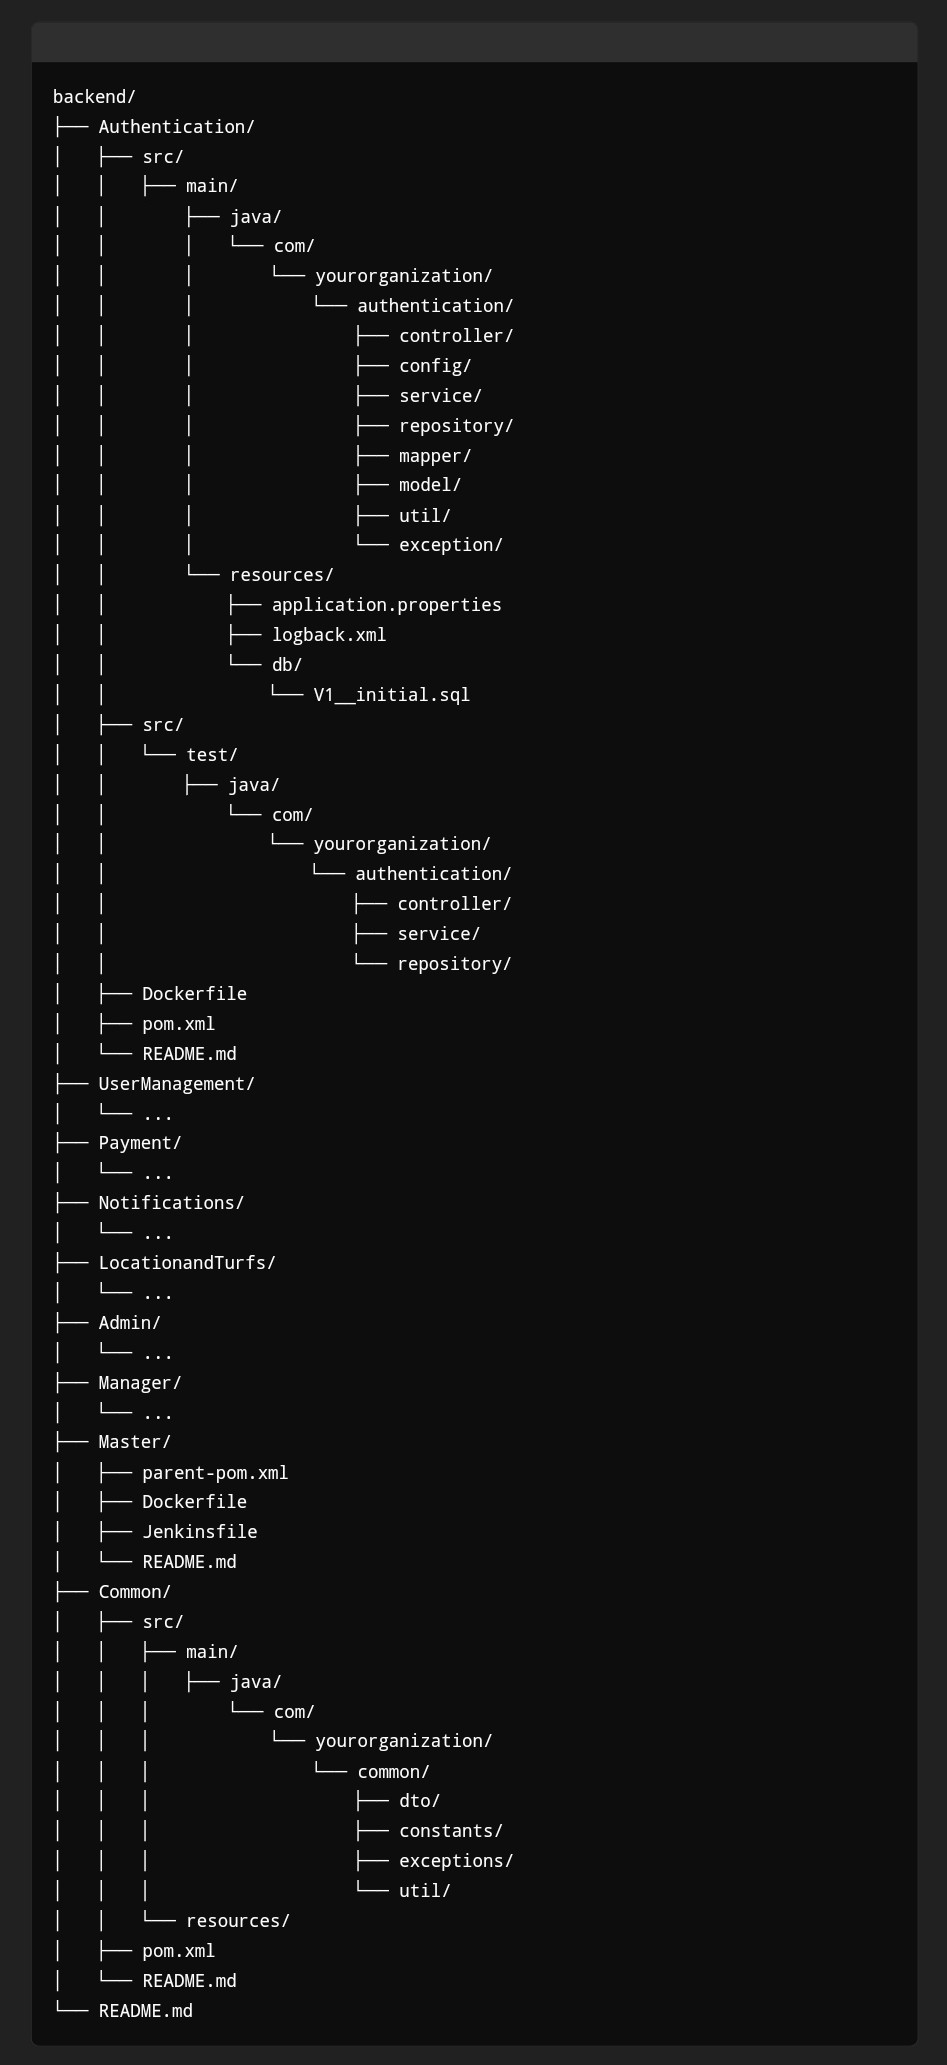 backend/
├── Authentication/
│   ├── src/
│   │   ├── main/
│   │       ├── java/
│   │       │   └── com/
│   │       │       └── yourorganization/
│   │       │           └── authentication/
│   │       │               ├── controller/
│   │       │               ├── config/
│   │       │               ├── service/
│   │       │               ├── repository/
│   │       │               ├── mapper/
│   │       │               ├── model/
│   │       │               ├── util/
│   │       │               └── exception/
│   │       └── resources/
│   │           ├── application.properties
│   │           ├── logback.xml
│   │           └── db/
│   │               └── V1__initial.sql
│   ├── src/
│   │   └── test/
│   │       ├── java/
│   │           └── com/
│   │               └── yourorganization/
│   │                   └── authentication/
│   │                       ├── controller/
│   │                       ├── service/
│   │                       └── repository/
│   ├── Dockerfile
│   ├── pom.xml
│   └── README.md
├── UserManagement/
│   └── ...
├── Payment/
│   └── ...
├── Notifications/
│   └── ...
├── LocationandTurfs/
│   └── ...
├── Admin/
│   └── ...
├── Manager/
│   └── ...
├── Master/
│   ├── parent-pom.xml
│   ├── Dockerfile
│   ├── Jenkinsfile
│   └── README.md
├── Common/
│   ├── src/
│   │   ├── main/
│   │   │   ├── java/
│   │   │       └── com/
│   │   │           └── yourorganization/
│   │   │               └── common/
│   │   │                   ├── dto/
│   │   │                   ├── constants/
│   │   │                   ├── exceptions/
│   │   │                   └── util/
│   │   └── resources/
│   ├── pom.xml
│   └── README.md
└── README.md